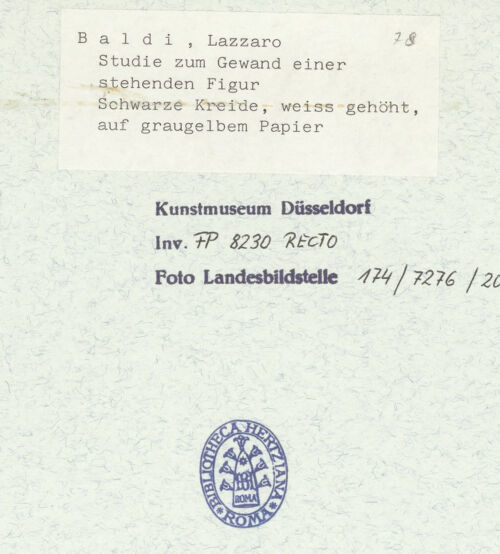 B a l d i , Lazzaro 78
Studie zum Gewand einer
stehenden Figur
Schwarze Kreide, weiss gehöht,
auf graugelbem Papier
Kunstmuseum Düsseldorf
Inv. FP 8230 RECTO
Foto Landesbildstelle 174/7276/20
BIBLIOTHECA HERTZIANA
ROMA
ROMA